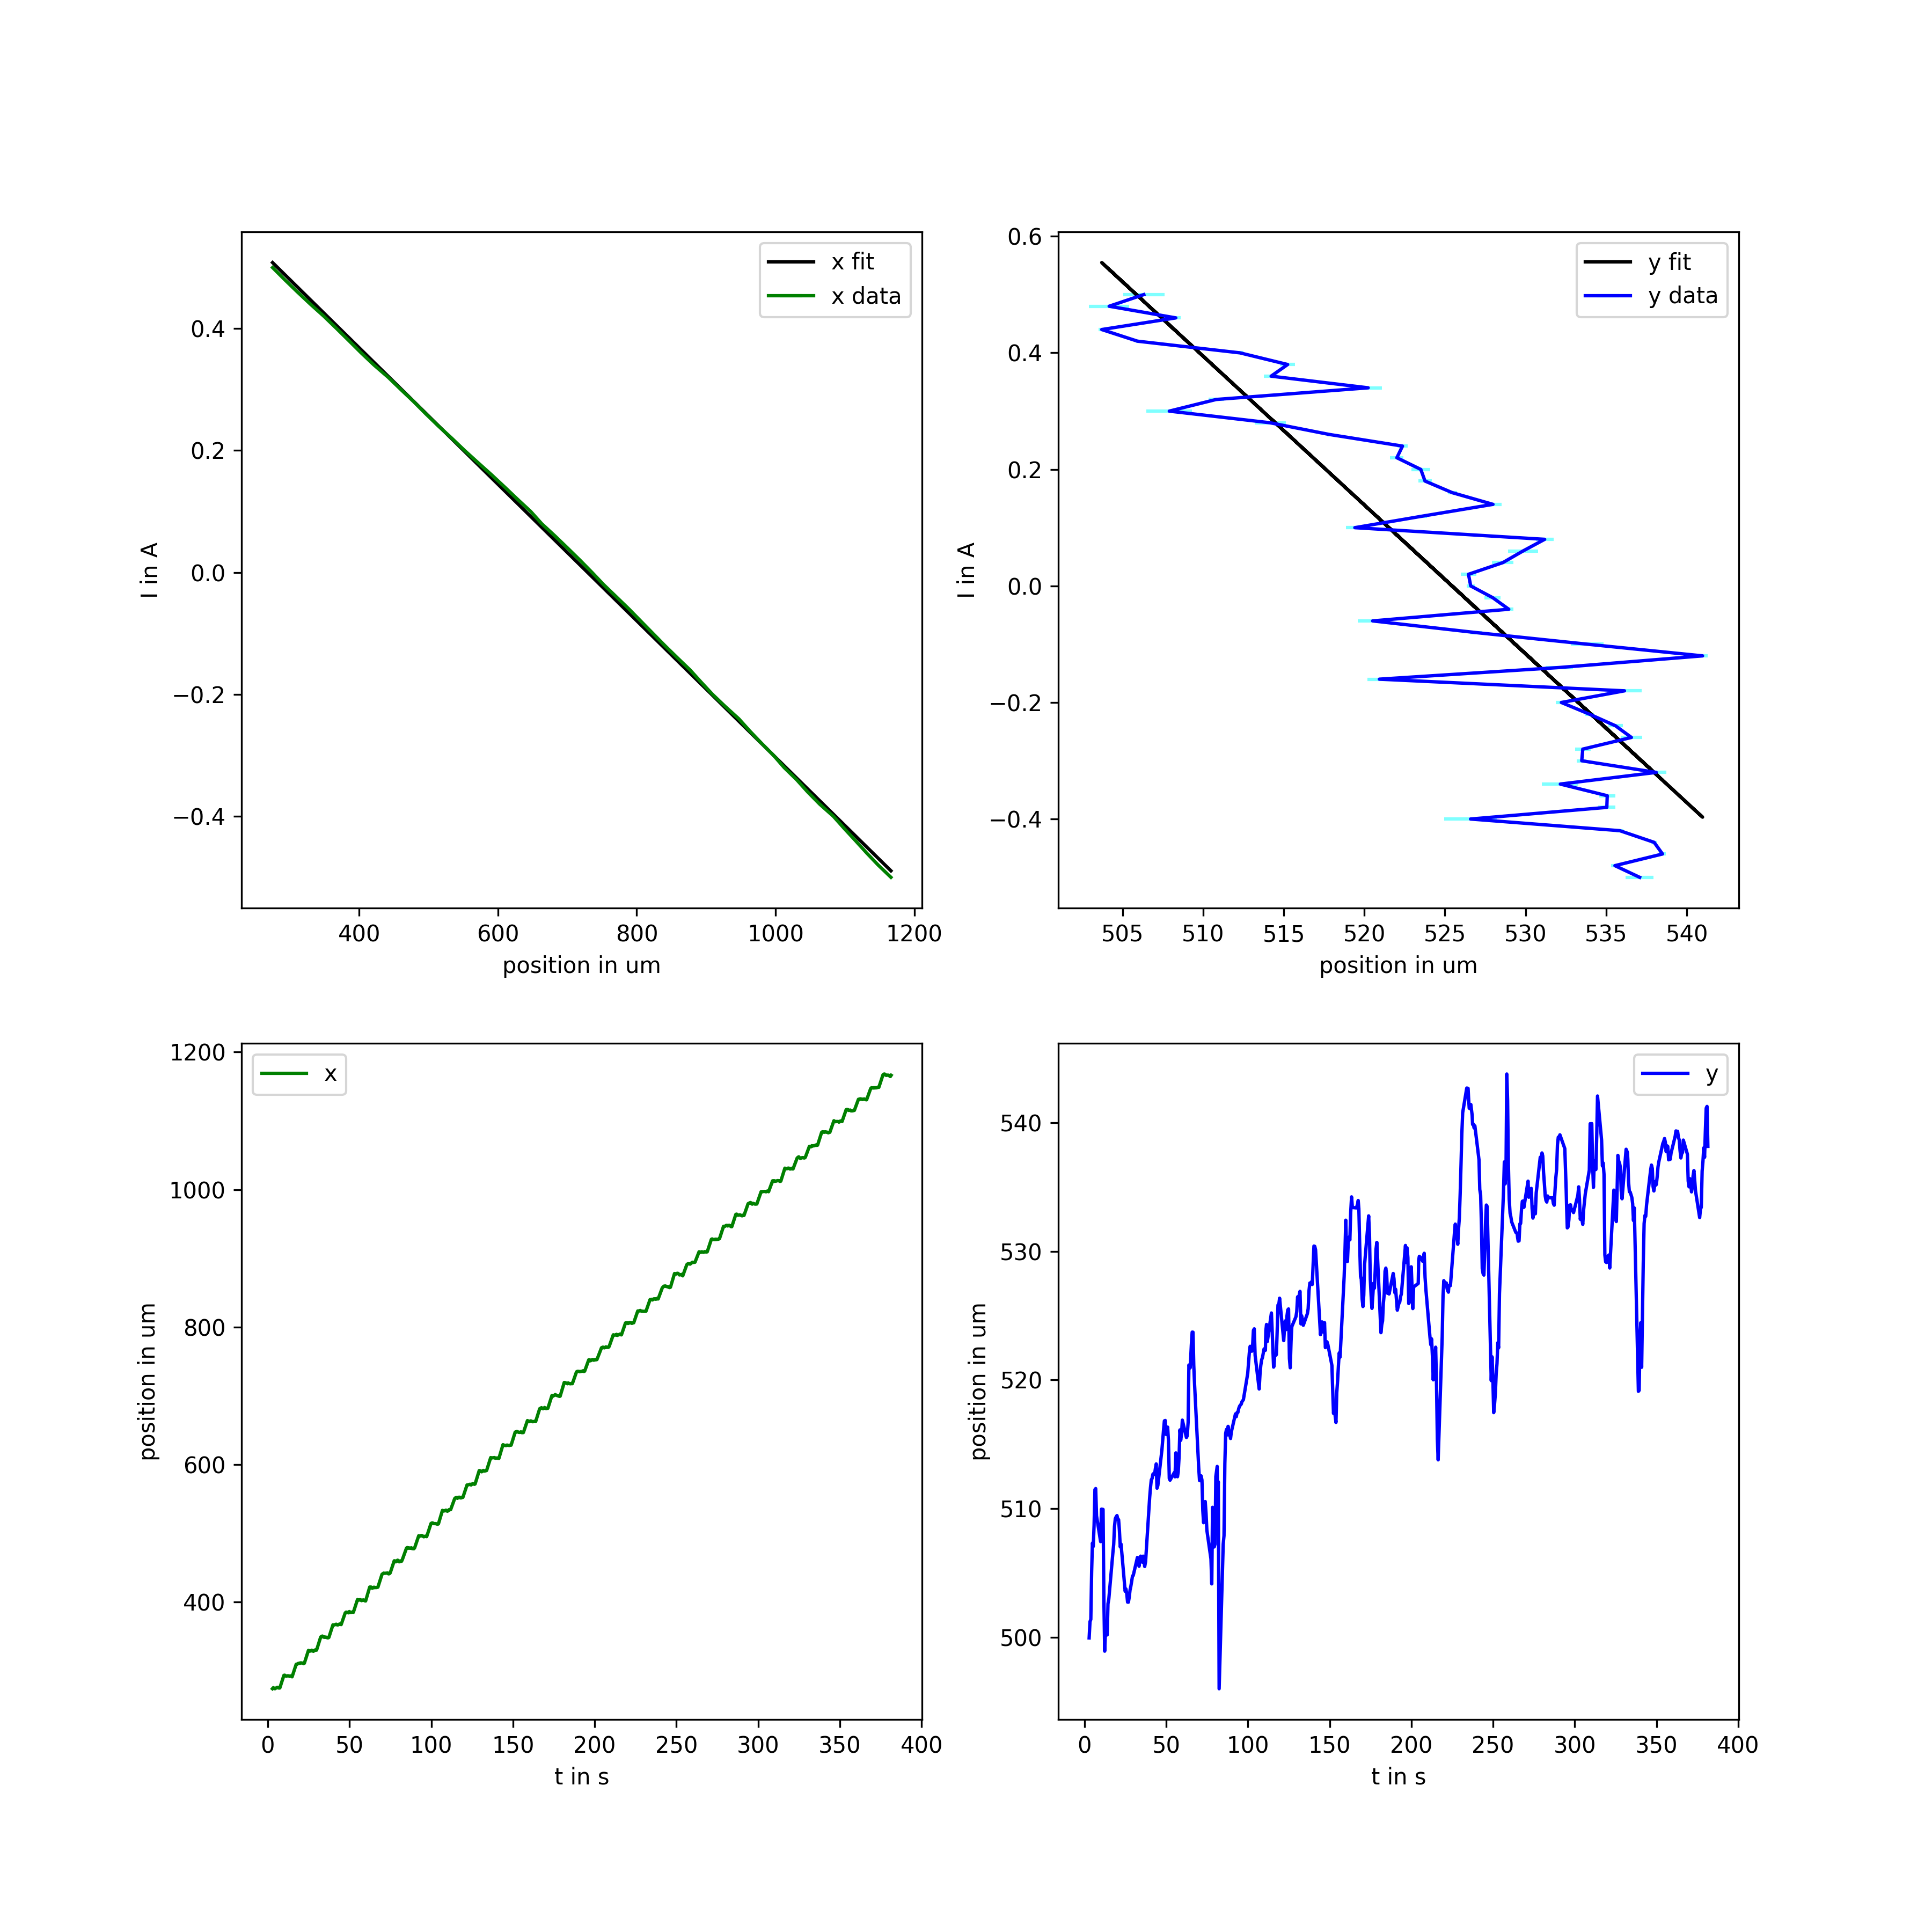 x fit
x data
0.4
0.2
0.0
−0.2
−0.4
I in A
400 600 800 1000 1200
position in um
y fit
y data
0.6
0.4
0.2
0.0
−0.2
−0.4
I in A
505 510 515 520 525 530 535 540
position in um
x
1200
1000
800
600
400
position in um
0 50 100 150 200 250 300 350 400
t in s
y
540
530
520
510
500
position in um
0 50 100 150 200 250 300 350 400
t in s